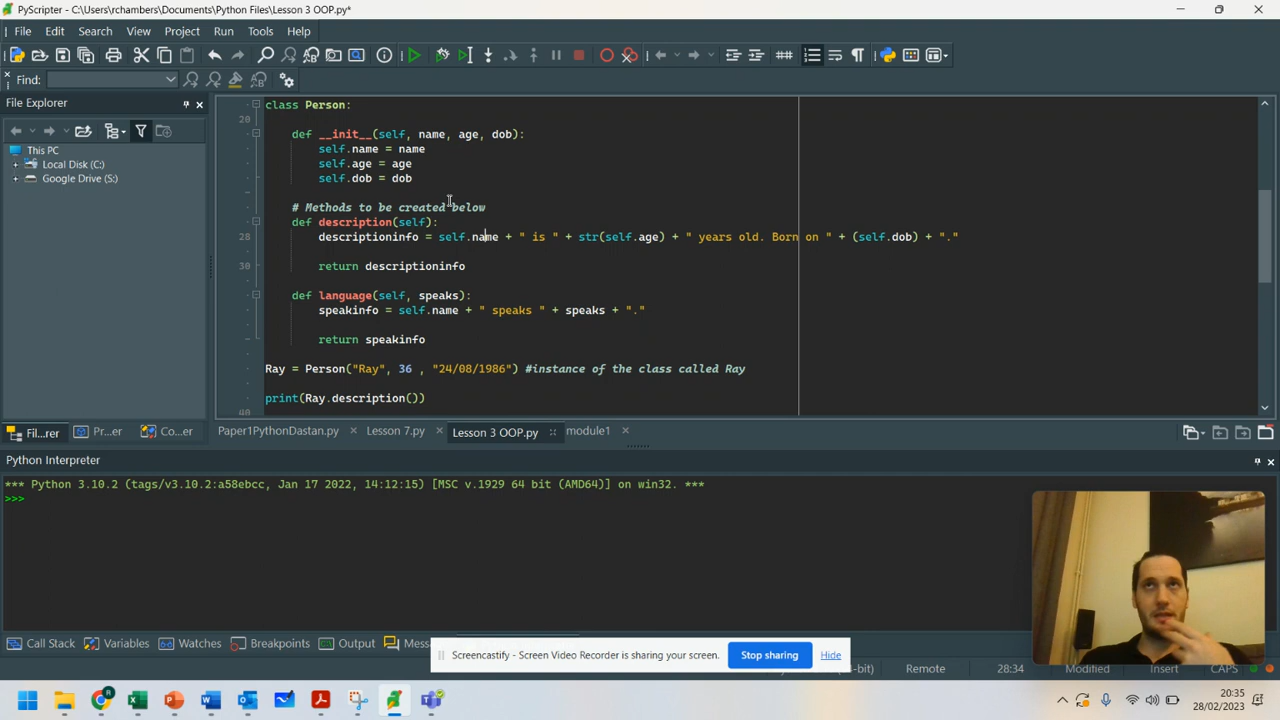 PyScripter - C:\Users\rchambers\Documents\Python Files\Lesson 3 OOP.py*
File Edit Search View Project Run Tools Help
Find:
File Explorer
This PC
Local Disk (C:)
Google Drive (S:)
class Person:
20
def __init__(self, name, age, dob):
self.name = name
self.age = age
self.dob = dob
# Methods to be created below
def description(self):
28 descriptioninfo = self.name + " is " + str(self.age) + " years old. Born on " + (self.dob) + "."
30 return descriptioninfo
def language(self, speaks):
speakinfo = self.name + " speaks " + speaks + "."
return speakinfo
Ray = Person("Ray", 36 , "24/08/1986") #instance of the class called Ray
print(Ray.description())
40
Fil...rer Pr...er Co...er Paper1PythonDastan.py Lesson 7.py Lesson 3 OOP.py module1
Python Interpreter
*** Python 3.10.2 (tags/v3.10.2:a58ebcc, Jan 17 2022, 14:12:15) [MSC v.1929 64 bit (AMD64)] on win32. ***
>>>
Call Stack Variables Watches Breakpoints Output Mess
Screencastify - Screen Video Recorder is sharing your screen. Stop sharing Hide
-bit) Remote 28:34 Modified Insert CAPS
20:35
28/02/2023